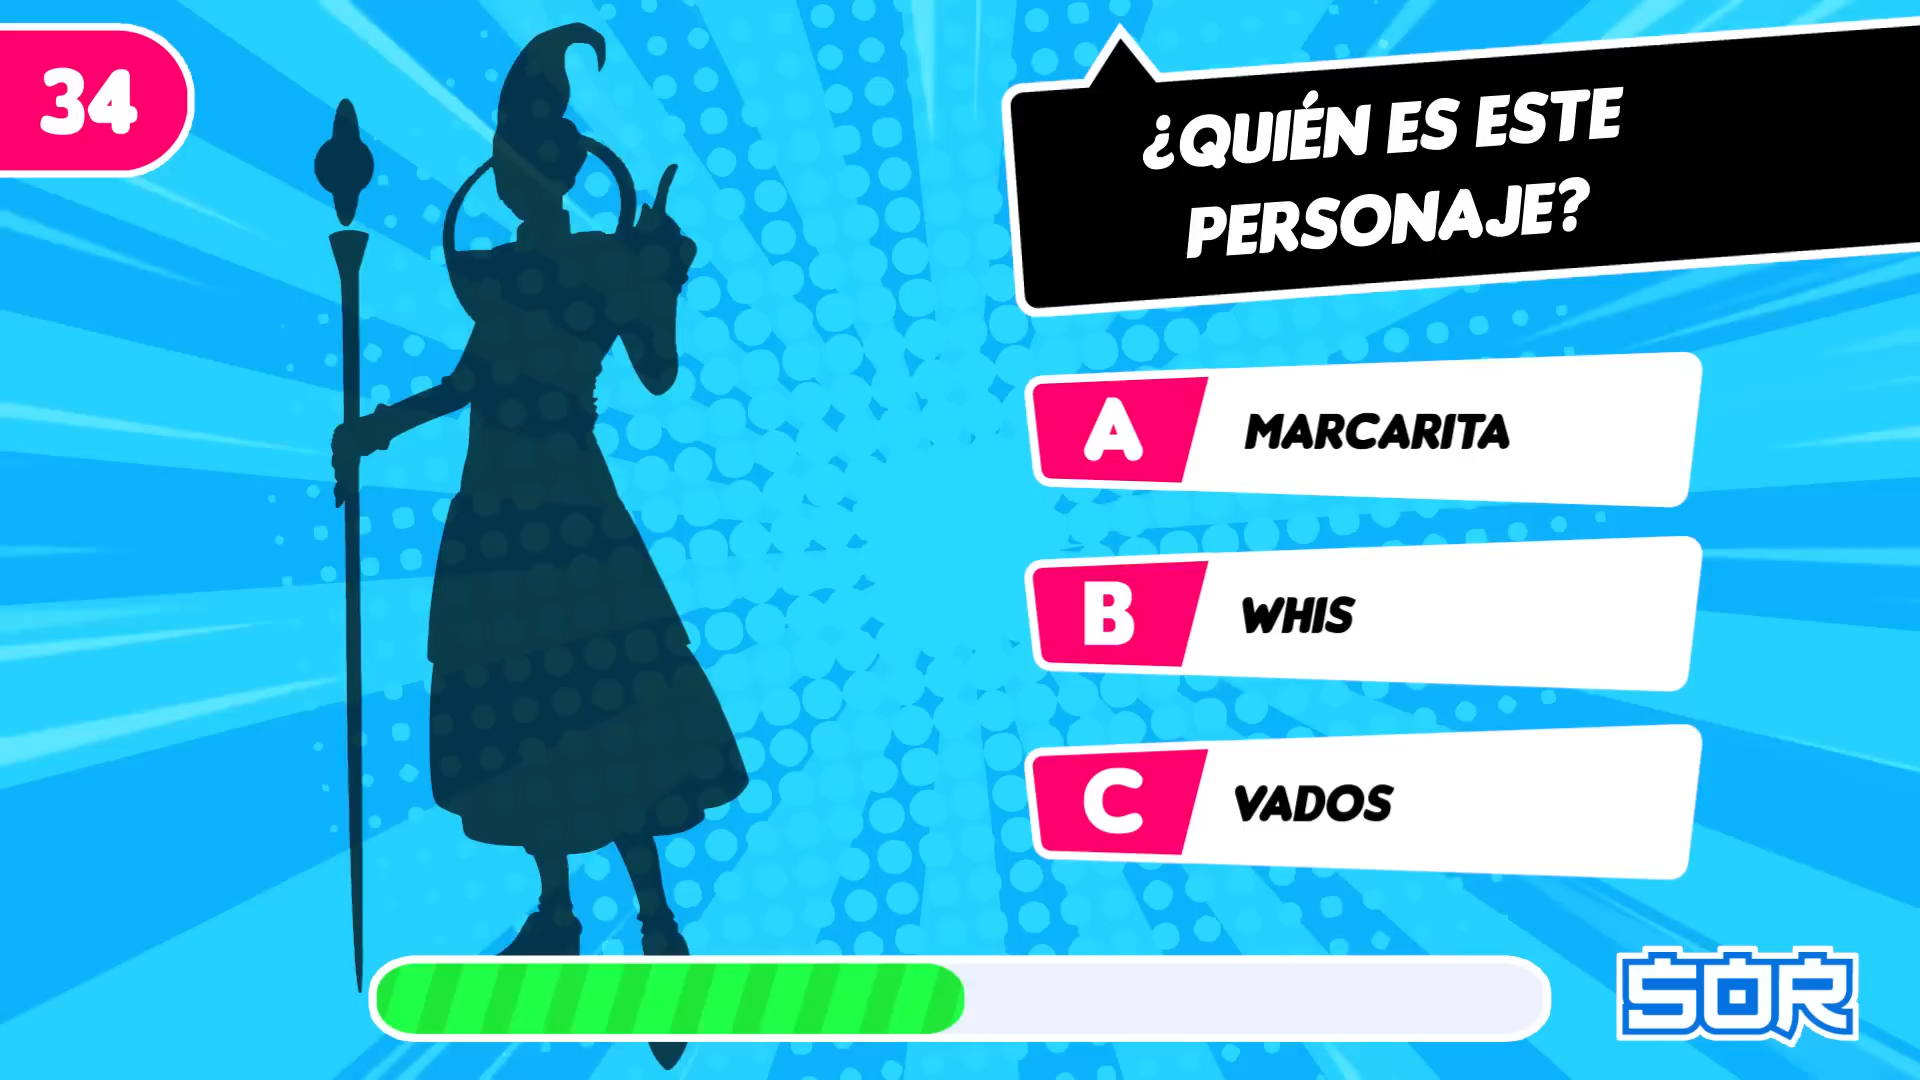 34
¿QUIÉN ES ESTE
PERSONAJE?
A MARCARITA
B WHIS
C VADOS
SOR